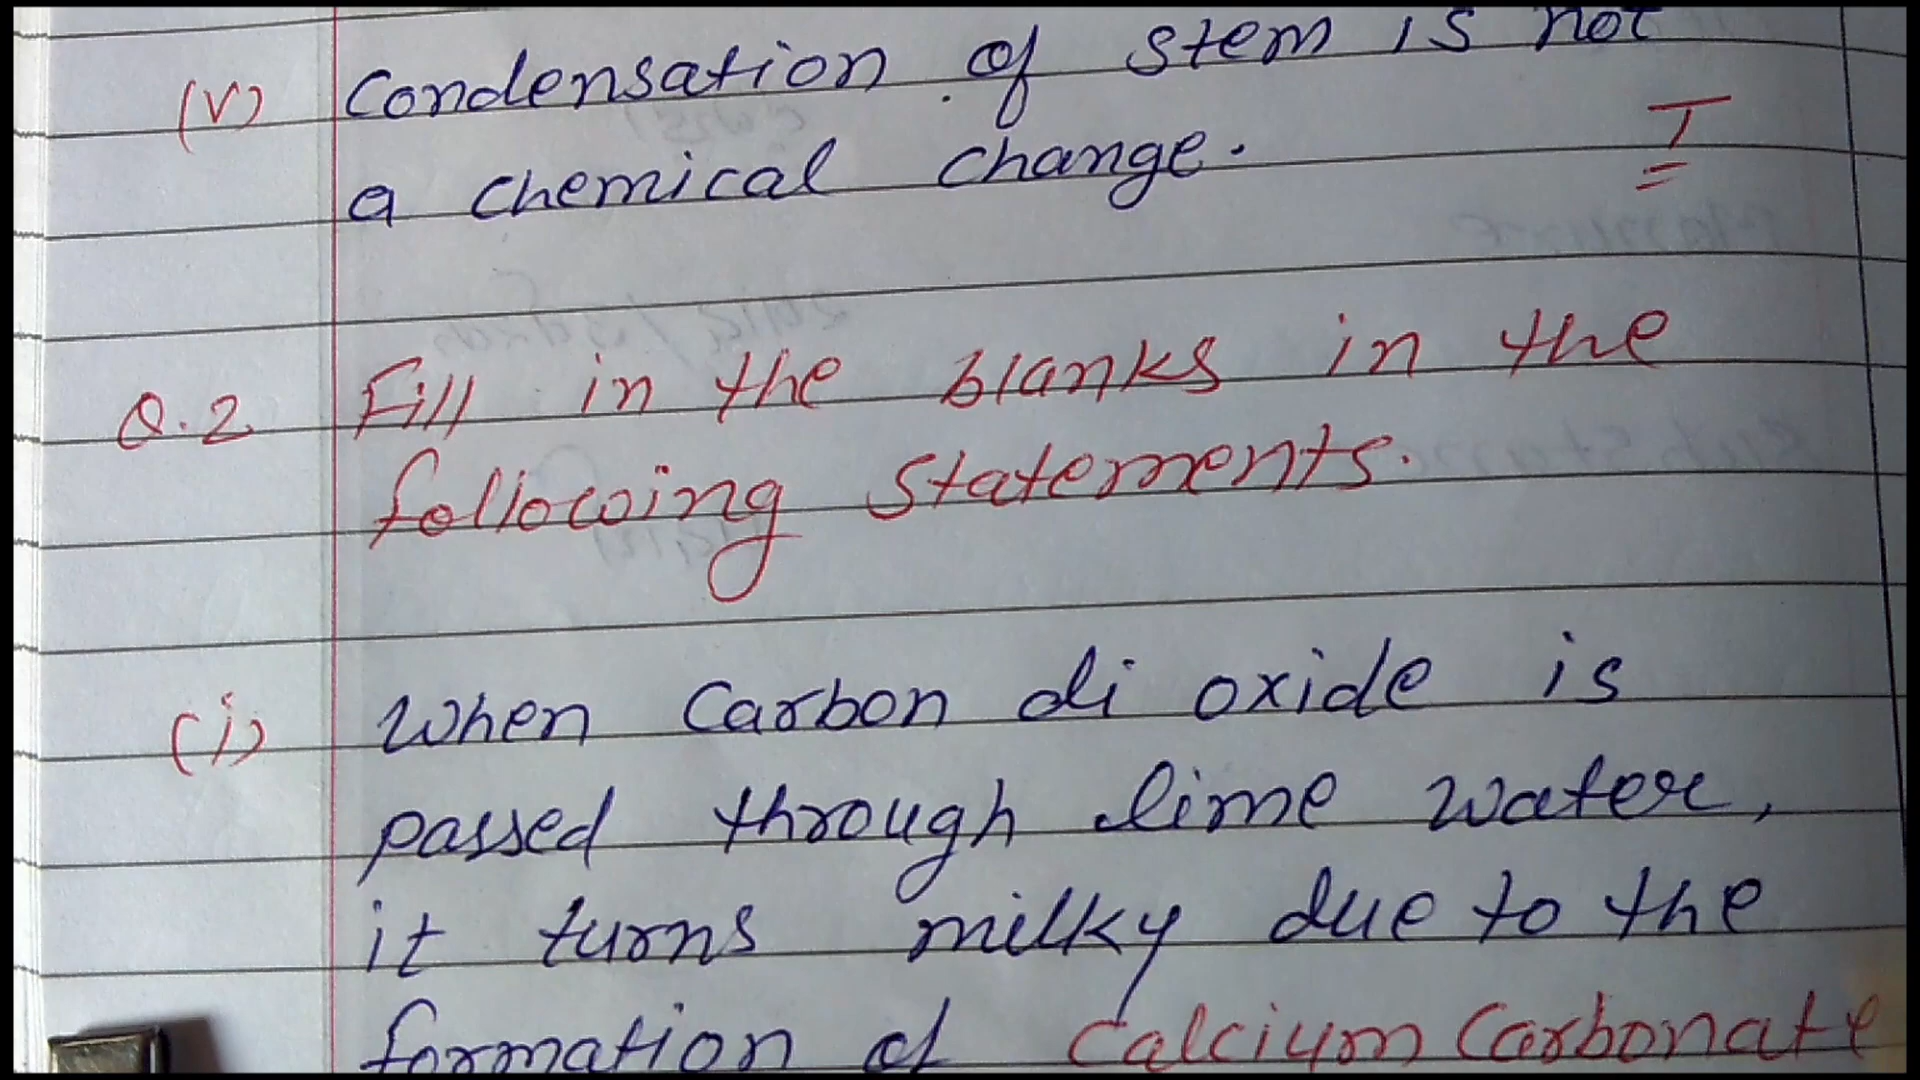 (v) Condensation of stem is not
a chemical change. T
Q.2. Fill in the blanks in the
following statements.
(i) When Carbon di oxide is
passed through lime water,
it turns milky due to the
formation of Calcium Carbonate